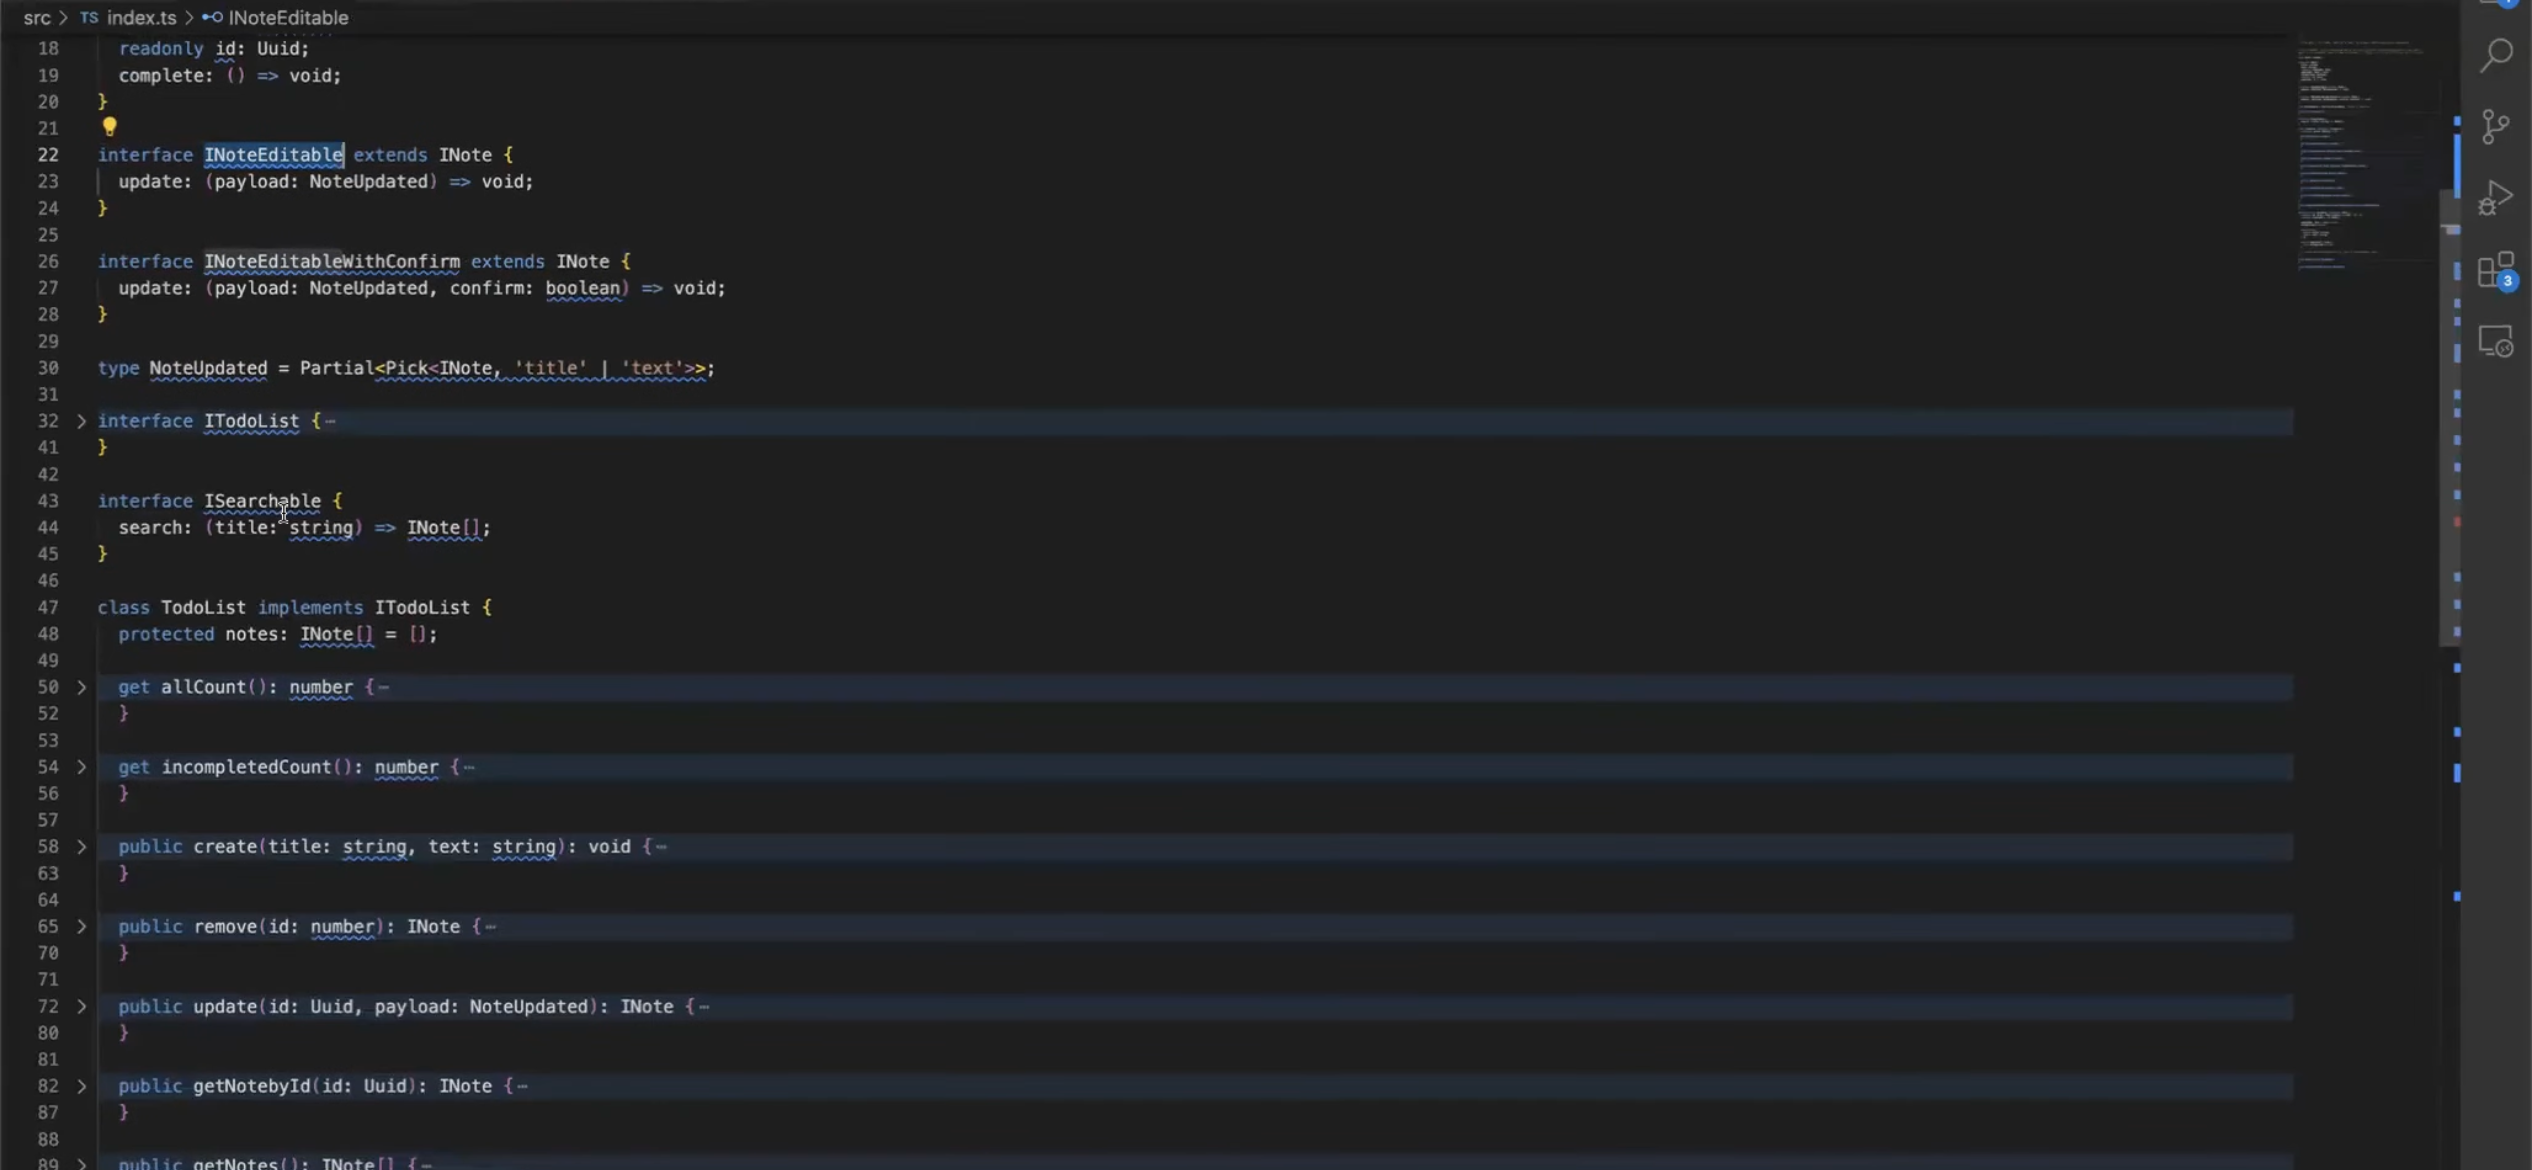 src > TS index.ts > INoteEditable
18 readonly id: Uuid;
19 complete: () => void;
20 }
21
22 interface INoteEditable extends INote {
23 update: (payload: NoteUpdated) => void;
24 }
25
26 interface INoteEditableWithConfirm extends INote {
27 update: (payload: NoteUpdated, confirm: boolean) => void;
28 }
29
30 type NoteUpdated = Partial<Pick<INote, 'title' | 'text'>>;
31
32 > interface ITodoList {⋯
41 }
42
43 interface ISearchable {
44 search: (title: string) => INote[];
45 }
46
47 class TodoList implements ITodoList {
48 protected notes: INote[] = [];
49
50 > get allCount(): number {⋯
52 }
53
54 > get incompletedCount(): number {⋯
56 }
57
58 > public create(title: string, text: string): void {⋯
63 }
64
65 > public remove(id: number): INote {⋯
70 }
71
72 > public update(id: Uuid, payload: NoteUpdated): INote {⋯
80 }
81
82 > public getNotebyId(id: Uuid): INote {⋯
87 }
88
89 > public getNotes(): INote[] {⋯
3